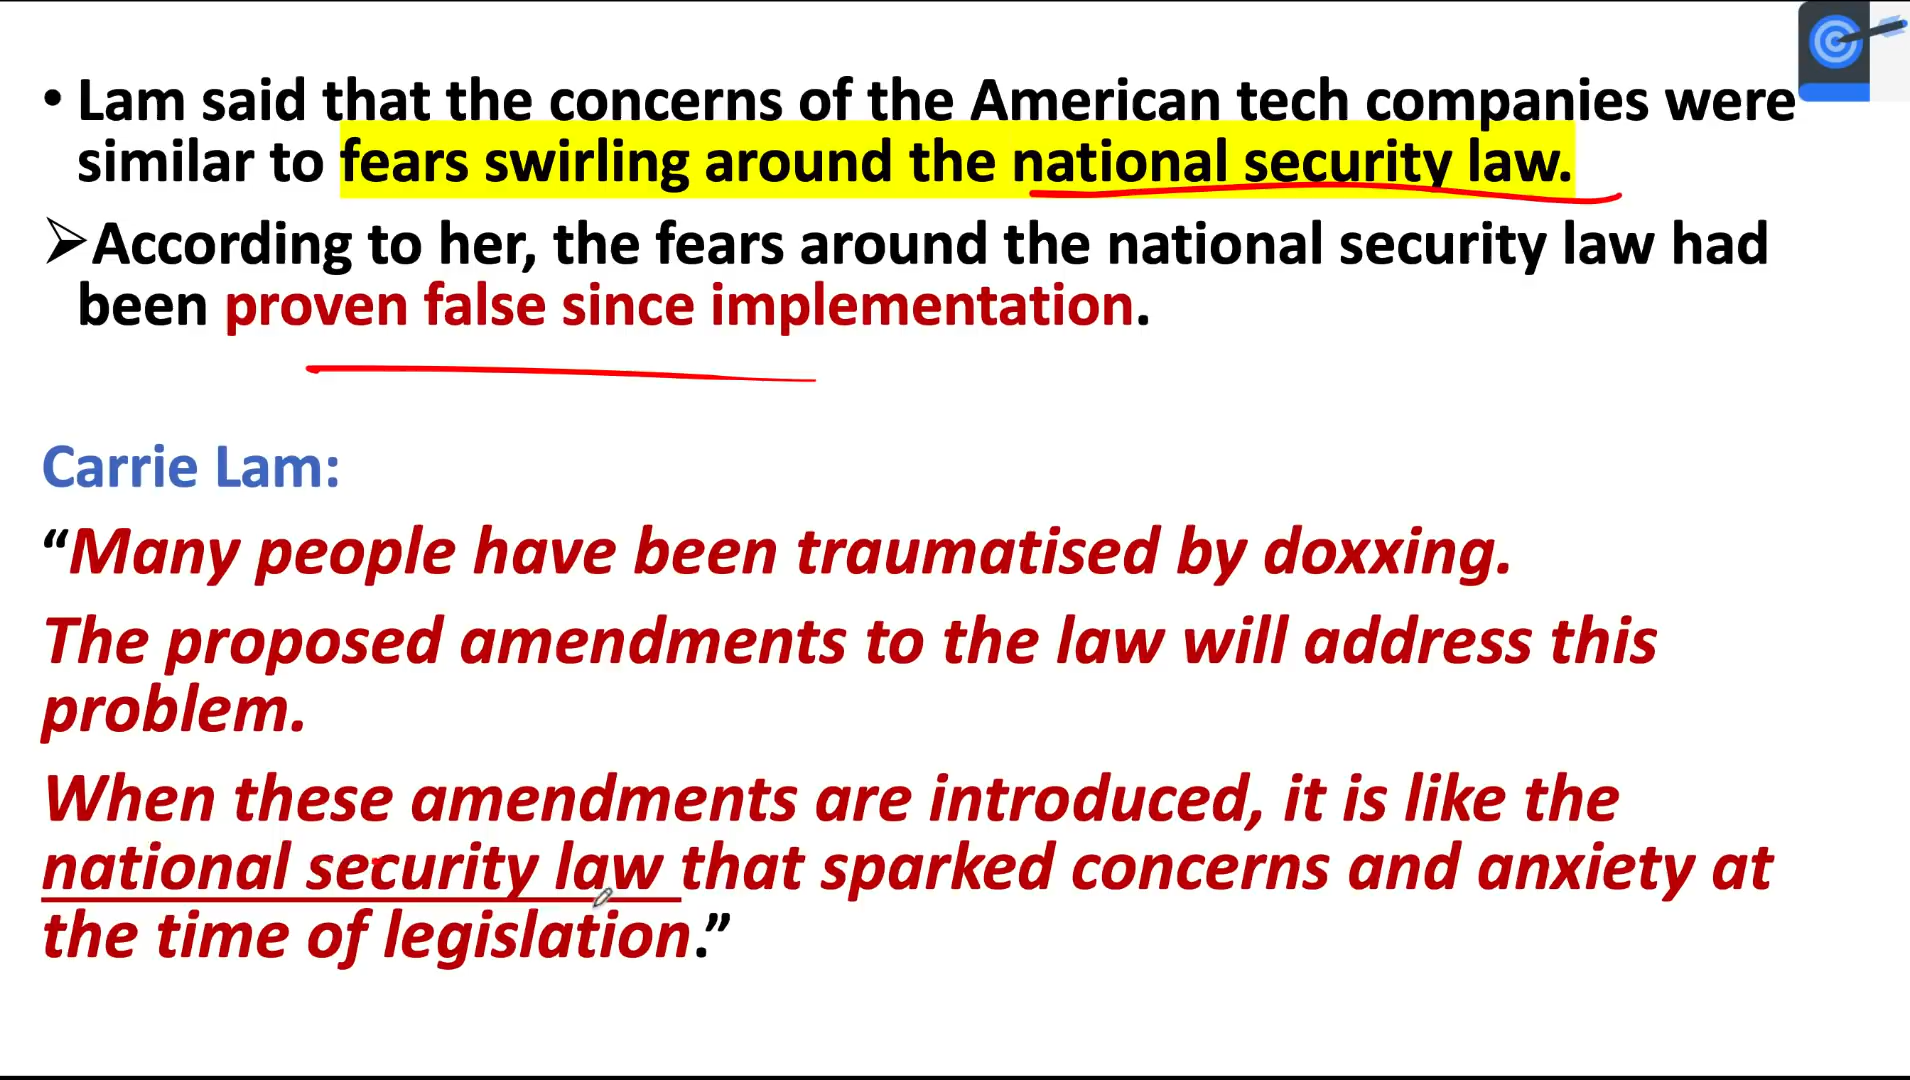 • Lam said that the concerns of the American tech companies were
similar to fears swirling around the national security law.
➢According to her, the fears around the national security law had
been proven false since implementation.
Carrie Lam:
“Many people have been traumatised by doxxing.
The proposed amendments to the law will address this
problem.
When these amendments are introduced, it is like the
national security law that sparked concerns and anxiety at
the time of legislation.”